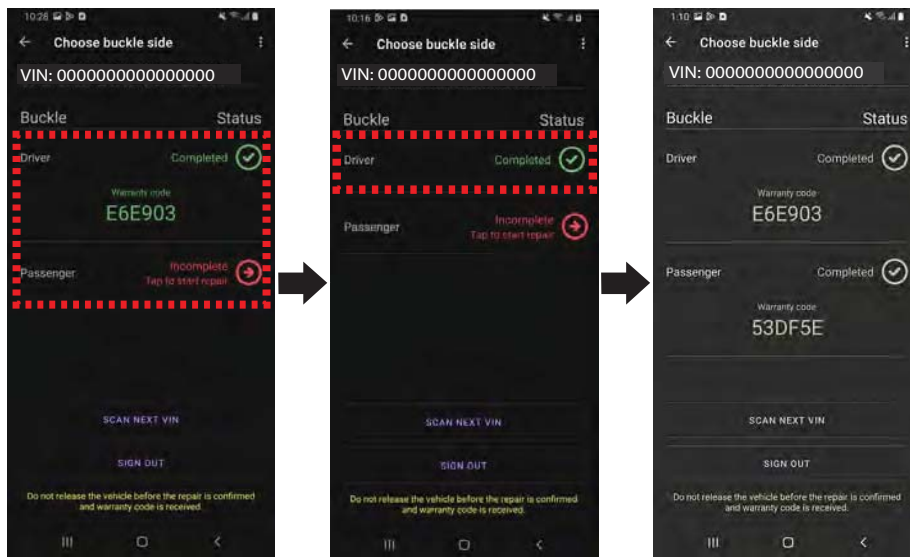 10:28
Choose buckle side
VIN: 0000000000000000
Buckle Status
Driver Completed
Warranty code
E6E903
Passenger Incomplete
Tap to start repair
SCAN NEXT VIN
SIGN OUT
Do not release the vehicle before the repair is confirmed
and warranty code is received.
10:16
Choose buckle side
VIN: 0000000000000000
Buckle Status
Driver Completed
Passenger Incomplete
Tap to start repair
SCAN NEXT VIN
SIGN OUT
Do not release the vehicle before the repair is confirmed
and warranty code is received.
1:10
Choose buckle side
VIN: 0000000000000000
Buckle Status
Driver Completed
Warranty code
E6E903
Passenger Completed
Warranty code
53DF5E
SCAN NEXT VIN
SIGN OUT
Do not release the vehicle before the repair is confirmed
and warranty code is received.